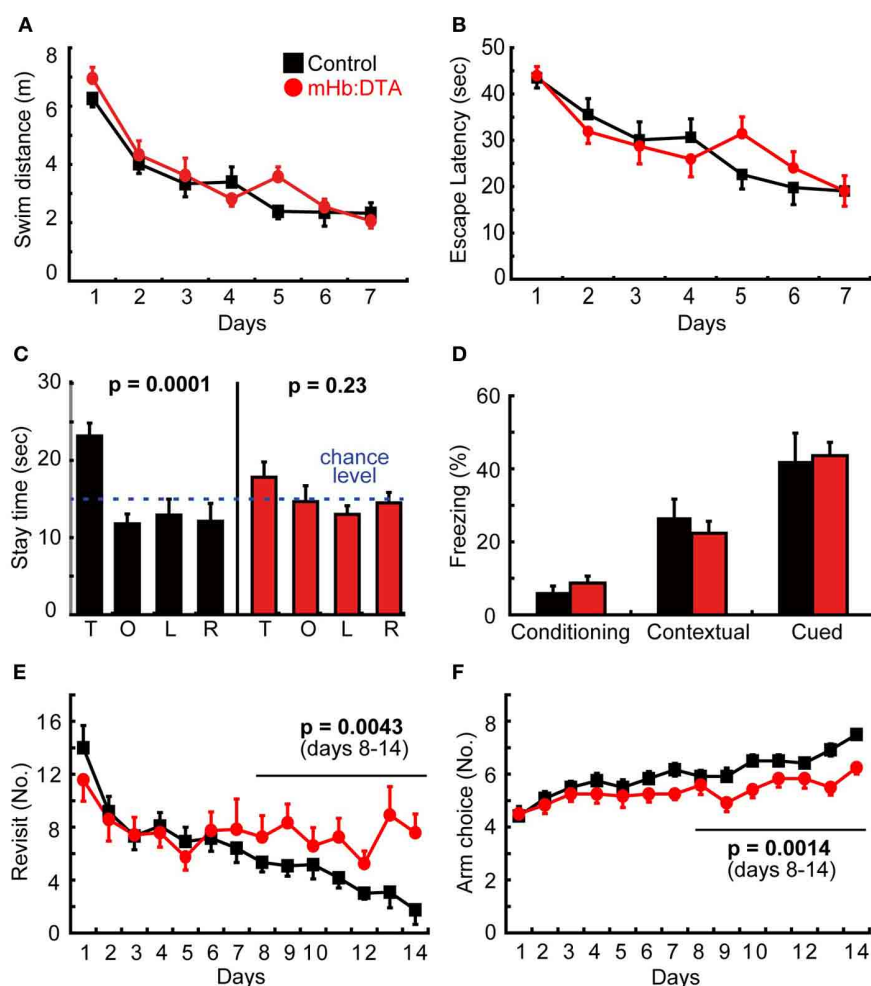 A
Swim distance (m)
8
6
4
2
0
1 2 3 4 5 6 7
Days
Control
mHb:DTA
B
Escape Latency (sec)
50
40
30
20
10
0
1 2 3 4 5 6 7
Days
C
Stay time (sec)
30
20
10
0
p = 0.0001
p = 0.23
chance
level
T O L R T O L R
D
Freezing (%)
60
40
20
0
Conditioning Contextual Cued
E
Revisit (No.)
16
12
8
4
0
p = 0.0043
(days 8-14)
1 2 3 4 5 6 7 8 9 10 12 14
Days
F
Arm choice (No.)
8
6
4
2
0
p = 0.0014
(days 8-14)
1 2 3 4 5 6 7 8 9 10 12 14
Days